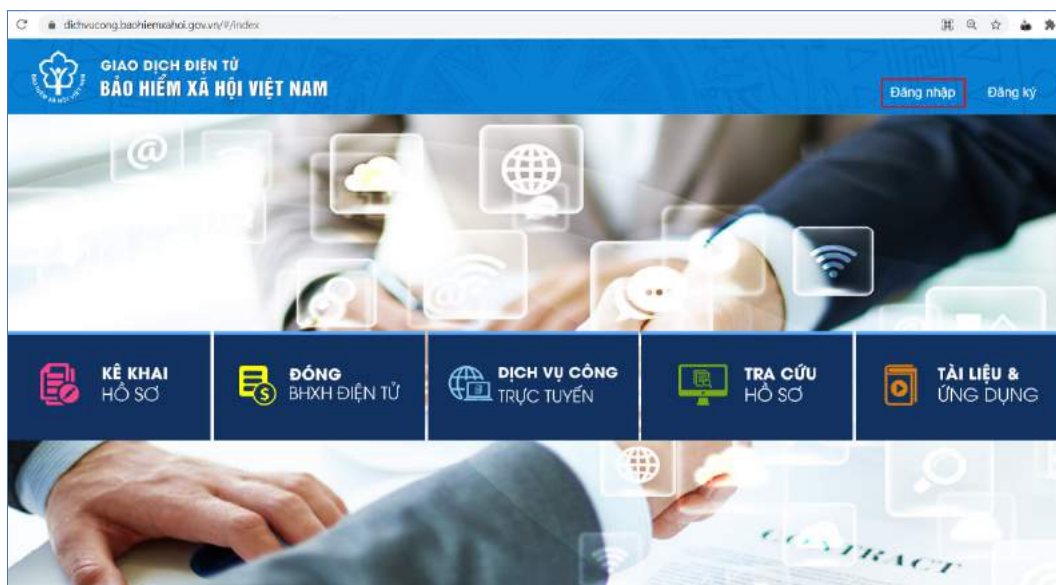 dichvucong.baohiemxahoi.gov.vn/#/index
GIAO DỊCH ĐIỆN TỬ
BẢO HIỂM XÃ HỘI VIỆT NAM
Đăng nhập
Đăng ký
KÊ KHAI
HỒ SƠ
ĐÓNG
BHXH ĐIỆN TỬ
DỊCH VỤ CÔNG
TRỰC TUYẾN
TRA CỨU
HỒ SƠ
TÀI LIỆU &
ỨNG DỤNG
CONTRACT